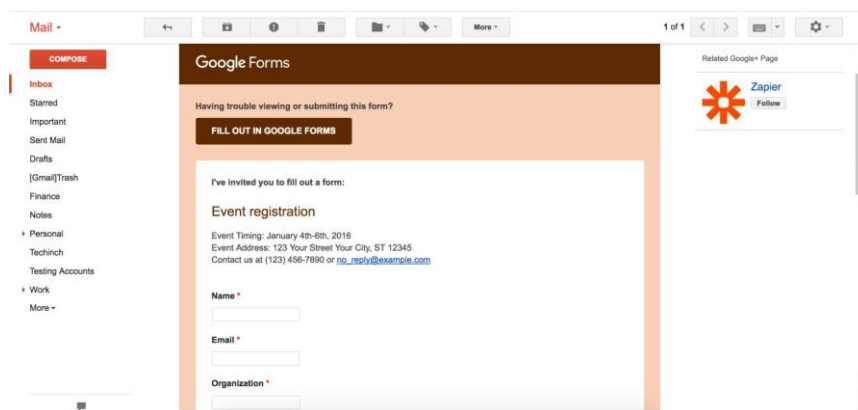 Mail
More
1 of 1
COMPOSE
Inbox
Starred
Important
Sent Mail
Drafts
[Gmail]Trash
Finance
Notes
Personal
Techinch
Testing Accounts
Work
More
Google Forms
Having trouble viewing or submitting this form?
FILL OUT IN GOOGLE FORMS
I've invited you to fill out a form:
Event registration
Event Timing: January 4th-6th, 2016
Event Address: 123 Your Street Your City, ST 12345
Contact us at (123) 456-7890 or no_reply@example.com
Name *
Email *
Organization *
Related Google+ Page
Zapier
Follow